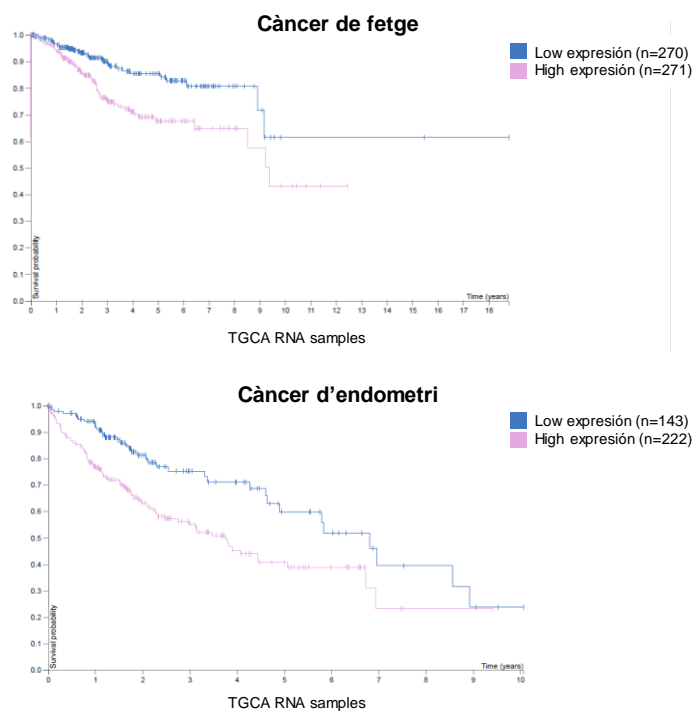 Càncer de fetge
Low expresión (n=270)
High expresión (n=271)
1.0
0.9
0.8
0.7
0.6
0.5
0.4
0.3
0.2
0.1
0.0
Survival probability
Time (years)
0 1 2 3 4 5 6 7 8 9 10 11 12 13 14 15 16 17 18
TGCA RNA samples
Càncer d’endometri
Low expresión (n=143)
High expresión (n=222)
1.0
0.9
0.8
0.7
0.6
0.5
0.4
0.3
0.2
0.1
0.0
Survival probability
Time (years)
0 1 2 3 4 5 6 7 8 9 10
TGCA RNA samples